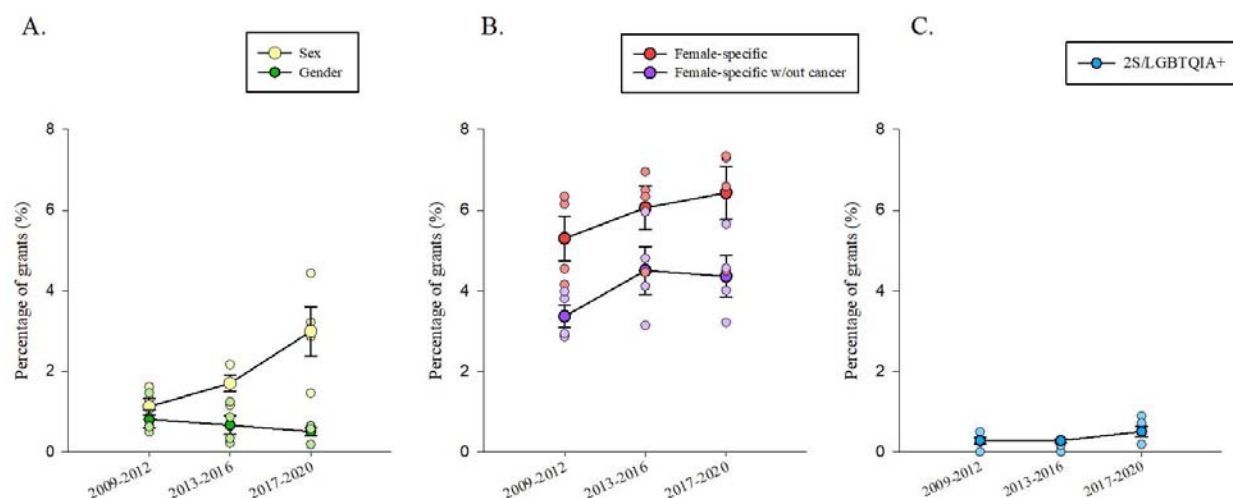 A.
Sex
Gender
Percentage of grants (%)
8
6
4
2
0
2009-2012
2013-2016
2017-2020
B.
Female-specific
Female-specific w/out cancer
Percentage of grants (%)
8
6
4
2
0
2009-2012
2013-2016
2017-2020
C.
2S/LGBTQIA+
Percentage of grants (%)
8
6
4
2
0
2009-2012
2013-2016
2017-2020